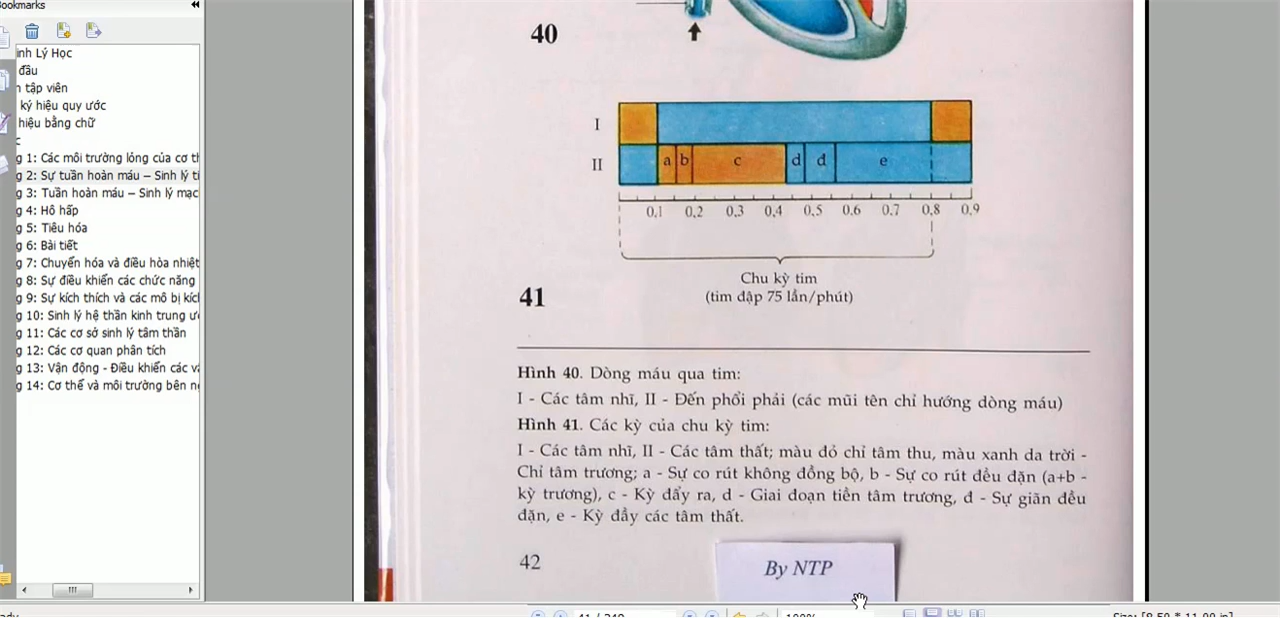 Bookmarks
inh Lý Học
đầu
tập viên
ký hiệu quy ước
hiệu bằng chữ
g 1: Các môi trường lỏng của cơ th
g 2: Sự tuần hoàn máu – Sinh lý ti
g 3: Tuần hoàn máu – Sinh lý mạc
g 4: Hô hấp
g 5: Tiêu hóa
g 6: Bài tiết
g 7: Chuyển hóa và điều hòa nhiệt
g 8: Sự điều khiển các chức năng
g 9: Sự kích thích và các mô bị kícl
g 10: Sinh lý hệ thần kinh trung ư
g 11: Các cơ sở sinh lý tâm thần
g 12: Các cơ quan phân tích
g 13: Vận động - Điều khiển các v
g 14: Cơ thể và môi trường bên n
40
I
II
a b c d đ e
0,1 0,2 0,3 0,4 0,5 0,6 0,7 0,8 0,9
Chu kỳ tim
(tim đập 75 lần/phút)
41
Hình 40. Dòng máu qua tim:
I - Các tâm nhĩ, II - Đến phổi phải (các mũi tên chỉ hướng dòng máu)
Hình 41. Các kỳ của chu kỳ tim:
I - Các tâm nhĩ, II - Các tâm thất; màu đỏ chỉ tâm thu, màu xanh da trời -
Chỉ tâm trương; a - Sự co rút không đồng bộ, b - Sự co rút đều đặn (a+b -
kỳ trương), c - Kỳ đẩy ra, d - Giai đoạn tiền tâm trương, đ - Sự giãn đều
đặn, e - Kỳ đầy các tâm thất.
42
By NTP